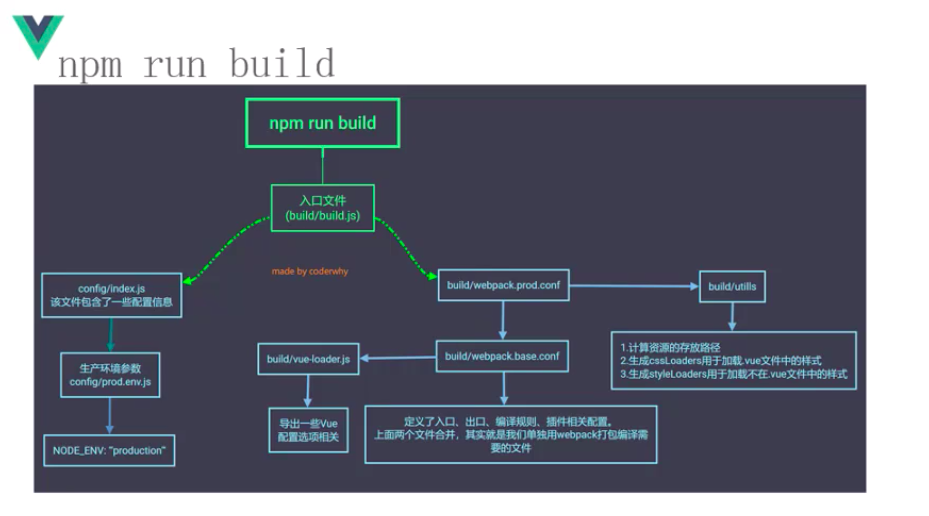 npm run build
npm run build
入口文件
(build/build.js)
made by coderwhy
config/index.js
该文件包含了一些配置信息
build/webpack.prod.conf
build/utills
生产环境参数
config/prod.env.js
build/vue-loader.js
build/webpack.base.conf
1.计算资源的存放路径
2.生成cssLoaders用于加载.vue文件中的样式
3.生成styleLoaders用于加载不在.vue文件中的样式
NODE_ENV: "production"
导出一些Vue
配置选项相关
定义了入口、出口、编译规则、插件相关配置。
上面两个文件合并，其实就是我们单独用webpack打包编译需
要的文件